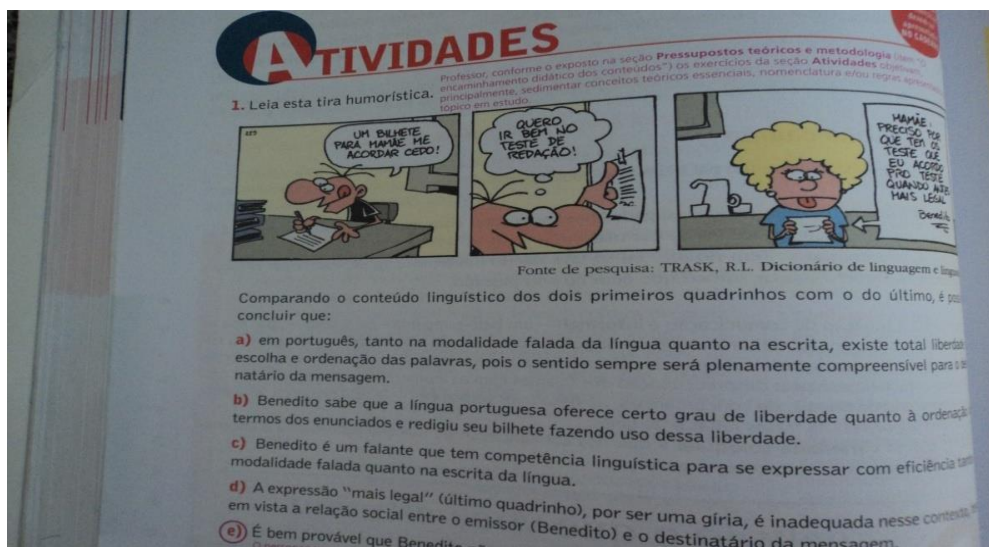 ATIVIDADES
Professor, conforme o exposto na seção Pressupostos teóricos e metodologia (item "O
encaminhamento didático dos conteúdos") os exercícios da seção Atividades objetivam,
principalmente, sedimentar conceitos teóricos essenciais, nomenclatura e/ou regras
tópico em estudo.
1. Leia esta tira humorística.
UM BILHETE
PARA MAMÃE ME
ACORDAR CEDO!
QUERO
IR BEM NO
TESTE DE
REDAÇÃO!
MAMÃE:
PRECISO POR
QUE TEN OS
TESTE QUE
EU ACORDO
PRO TESTE
QUANDO ANTES
MAIS LEGAL
Fonte de pesquisa: TRASK, R.L. Dicionário de linguagem e
Comparando o conteúdo linguístico dos dois primeiros quadrinhos com o do último, é
concluir que:
a) em português, tanto na modalidade falada da língua quanto na escrita, existe total
escolha e ordenação das palavras, pois o sentido sempre será plenamente compreensível para o
natário da mensagem.
b) Benedito sabe que a língua portuguesa oferece certo grau de liberdade quanto à ordenação
termos dos enunciados e redigiu seu bilhete fazendo uso dessa liberdade.
c) Benedito é um falante que tem competência linguística para se expressar com eficiência
modalidade falada quanto na escrita da língua.
d) A expressão "mais legal" (último quadrinho), por ser uma gíria, é inadequada nesse
em vista a relação social entre o emissor (Benedito) e o destinatário da mensagem.
e) É bem provável que